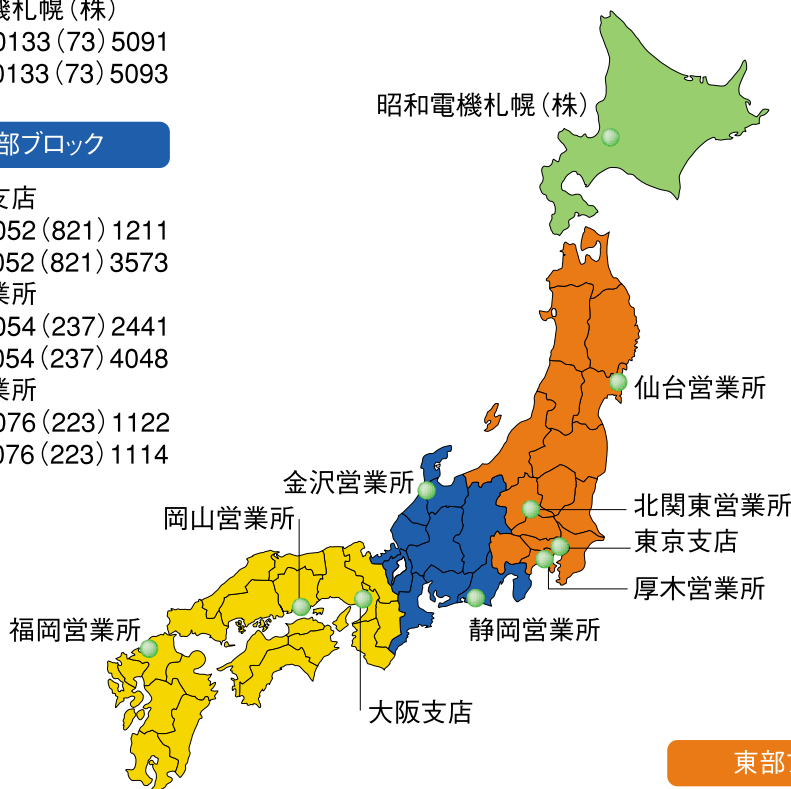 機札幌（株）
0133（73）5091
0133（73）5093
部ブロック
支店
052（821）1211
052（821）3573
業所
054（237）2441
054（237）4048
業所
076（223）1122
076（223）1114
昭和電機札幌（株）
仙台営業所
金沢営業所
岡山営業所
北関東営業所
東京支店
厚木営業所
福岡営業所
静岡営業所
大阪支店
東部